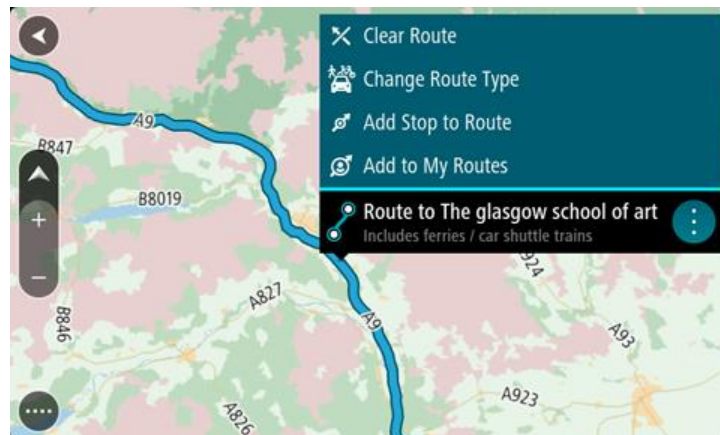 Clear Route
Change Route Type
Add Stop to Route
Add to My Routes
Route to The glasgow school of art
Includes ferries / car shuttle trains
A9
B847
B8019
A827
A9
B846
A826
A924
A93
A923